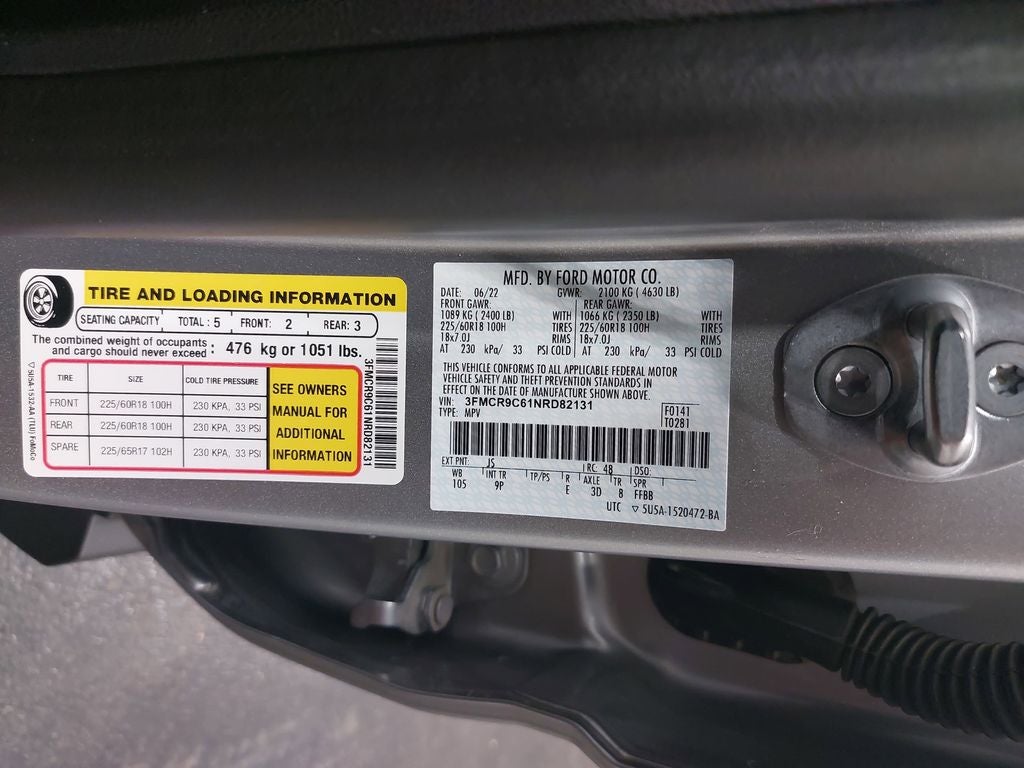 TIRE AND LOADING INFORMATION
SEATING CAPACITY TOTAL : 5 FRONT: 2 REAR: 3
The combined weight of occupants
and cargo should never exceed : 476 kg or 1051 lbs.
TIRE SIZE COLD TIRE PRESSURE
FRONT 225/60R18 100H 230 KPA, 33 PSI
REAR 225/60R18 100H 230 KPA, 33 PSI
SPARE 225/65R17 102H 230 KPA, 33 PSI
SEE OWNERS
MANUAL FOR
ADDITIONAL
INFORMATION
3FMCR9C61NRD82131
▽ 5U5A-1532-AA (TLU) FoMoCo
MFD. BY FORD MOTOR CO.
DATE: 06/22 GVWR: 2100 KG ( 4630 LB)
FRONT GAWR: REAR GAWR:
1089 KG ( 2400 LB) WITH 1066 KG ( 2350 LB) WITH
225/60R18 100H TIRES 225/60R18 100H TIRES
18x7.0J RIMS 18x7.0J RIMS
AT 230 kPa/ 33 PSI COLD AT 230 kPa/ 33 PSI COLD
THIS VEHICLE CONFORMS TO ALL APPLICABLE FEDERAL MOTOR
VEHICLE SAFETY AND THEFT PREVENTION STANDARDS IN
EFFECT ON THE DATE OF MANUFACTURE SHOWN ABOVE.
VIN: 3FMCR9C61NRD82131 F0141
TYPE: MPV T0281
EXT PNT: JS RC: 48 DSO:
WB INT TR TP/PS R AXLE TR SPR
105 9P E 3D 8 FFBB
UTC ▽ 5U5A-1520472-BA